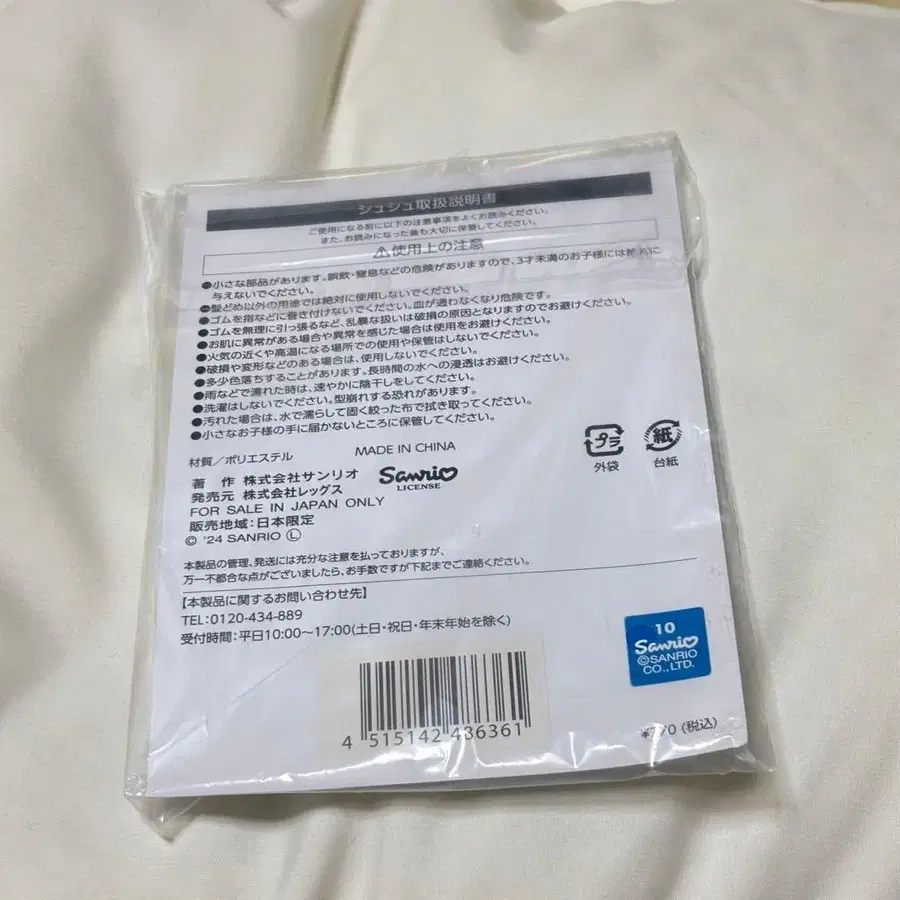 シュシュ取扱説明書
ご使用になる前に以下の注意事項をよくお読みください。
また、お読みになった後も大切に保管してください。
⚠使用上の注意
●小さな部品があります。誤飲・窒息などの危険がありますので、3才未満のお子様には絶対に
与えないでください。
●髪どめ以外の用途では絶対に使用しないでください。
●ゴムを指などに巻き付けないでください。血が通わなくなり危険です。
●ゴムを無理に引っ張るなど、乱暴な扱いは破損の原因となりますのでお避けください。
●お肌に異常がある場合や異常を感じた場合は使用をお避けください。
●火気の近くや高温になる場所での使用や保管はしないでください。
●破損や変形などのある場合は、使用しないでください。
●多少色落ちすることがあります。長時間の水への浸透はお避けください。
●雨などで濡れた時は、速やかに陰干しをしてください。
●洗濯はしないでください。型崩れする恐れがあります。
●汚れた場合は、水で濡らして固く絞った布で拭き取ってください。
●小さなお子様の手に届かないところに保管してください。
材質/ポリエステル
MADE IN CHINA
プラ
外袋
紙
台紙
著 作 株式会社サンリオ
発売元 株式会社レッグス
Sanrio
LICENSE
FOR SALE IN JAPAN ONLY
販売地域:日本限定
© '24 SANRIO Ⓛ
本製品の管理、発送には充分な注意を払っておりますが、
万一不都合な点がございましたら、お手数ですが下記までご連絡ください。
【本製品に関するお問い合わせ先】
TEL:0120-434-889
受付時間:平日10:00〜17:00(土日・祝日・年末年始を除く)
10
Sanrio
©SANRIO
CO.,LTD.
4 515142 486361
¥770 (税込)